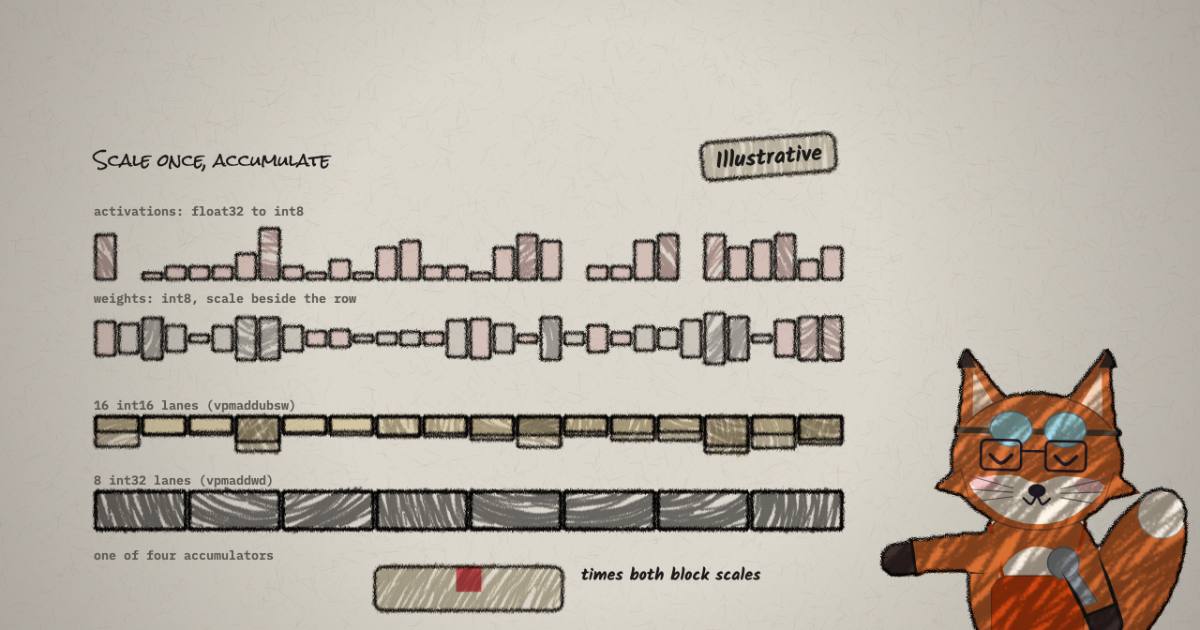 Scale once, accumulate
Illustrative
activations: float32 to int8
weights: int8, scale beside the row
16 int16 lanes (vpmaddubsw)
8 int32 lanes (vpmaddwd)
one of four accumulators
times both block scales